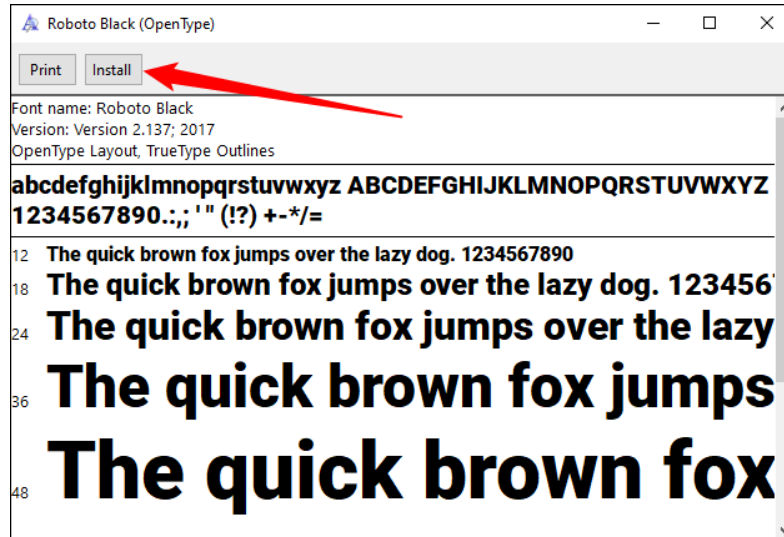 Roboto Black (OpenType)
Print Install
Font name: Roboto Black
Version: Version 2.137; 2017
OpenType Layout, TrueType Outlines
abcdefghijklmnopqrstuvwxyz ABCDEFGHIJKLMNOPQRSTUVWXYZ
1234567890.:,; ' " (!?) +-*/=
12 The quick brown fox jumps over the lazy dog. 1234567890
18 The quick brown fox jumps over the lazy dog. 1234567
24 The quick brown fox jumps over the lazy
36 The quick brown fox jumps
48 The quick brown fox